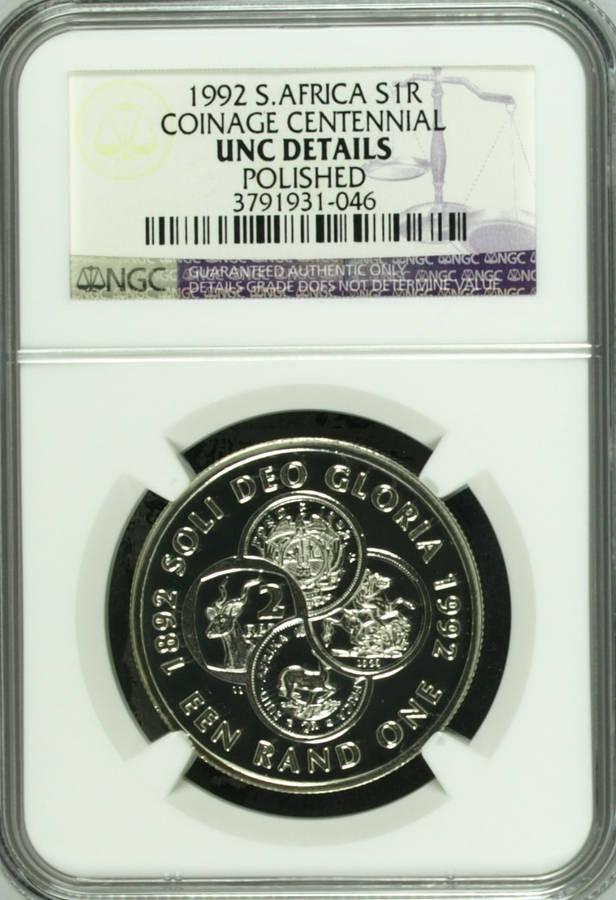 1992 S.AFRICA S1R
COINAGE CENTENNIAL
UNC DETAILS
POLISHED
3791931-046
NGC
GUARANTEED AUTHENTIC ONLY
DETAILS GRADE DOES NOT DETERMINE VALUE
1892 SOLI DEO GLORIA 1992
2
EEN RAND ONE